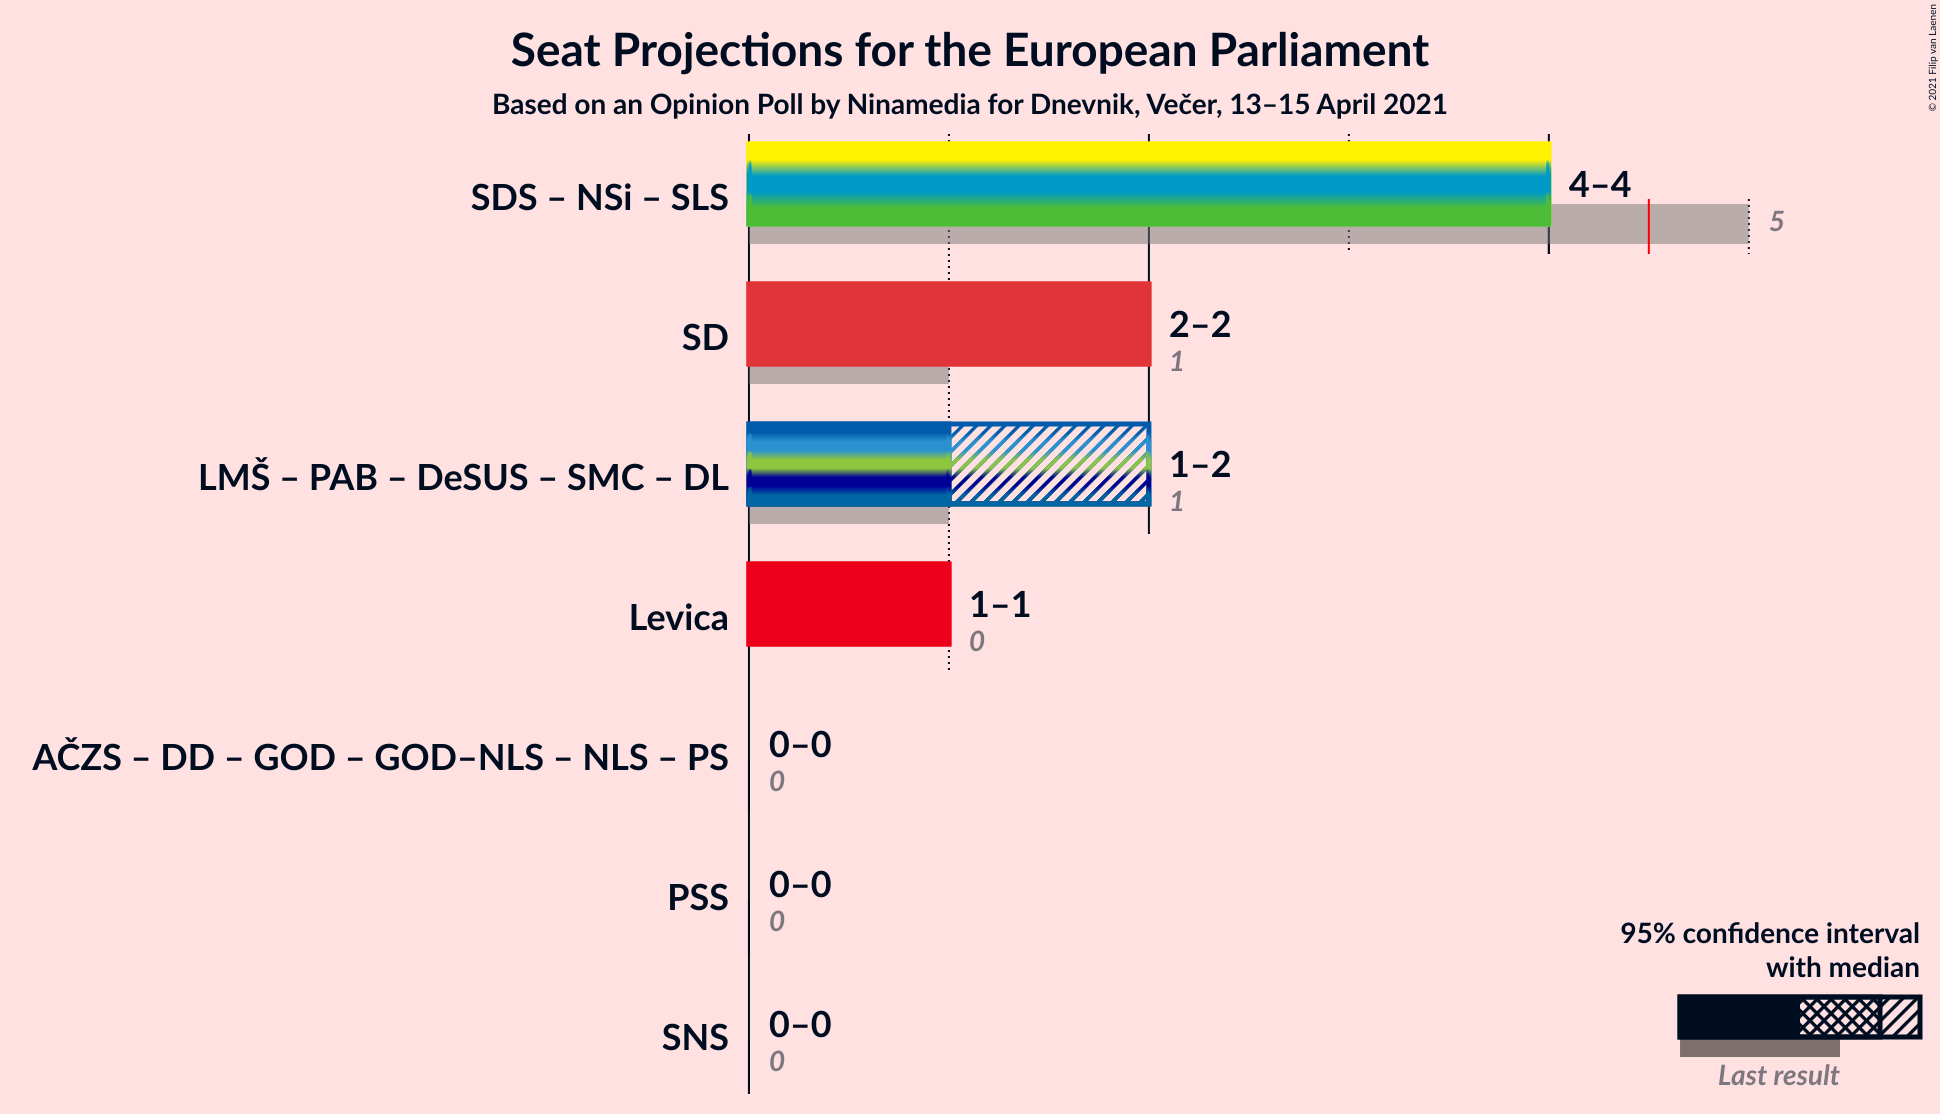 Seat Projections for the European Parliament
Based on an Opinion Poll by Ninamedia for Dnevnik, Večer, 13–15 April 2021
© 2021 Filip van Laenen
SDS – NSi – SLS
4–4
5
SD
2–2
1
LMŠ – PAB – DeSUS – SMC – DL
1–2
1
Levica
1–1
0
AČZS – DD – GOD – GOD–NLS – NLS – PS
0–0
0
PSS
0–0
0
SNS
0–0
0
95% confidence interval
with median
Last result